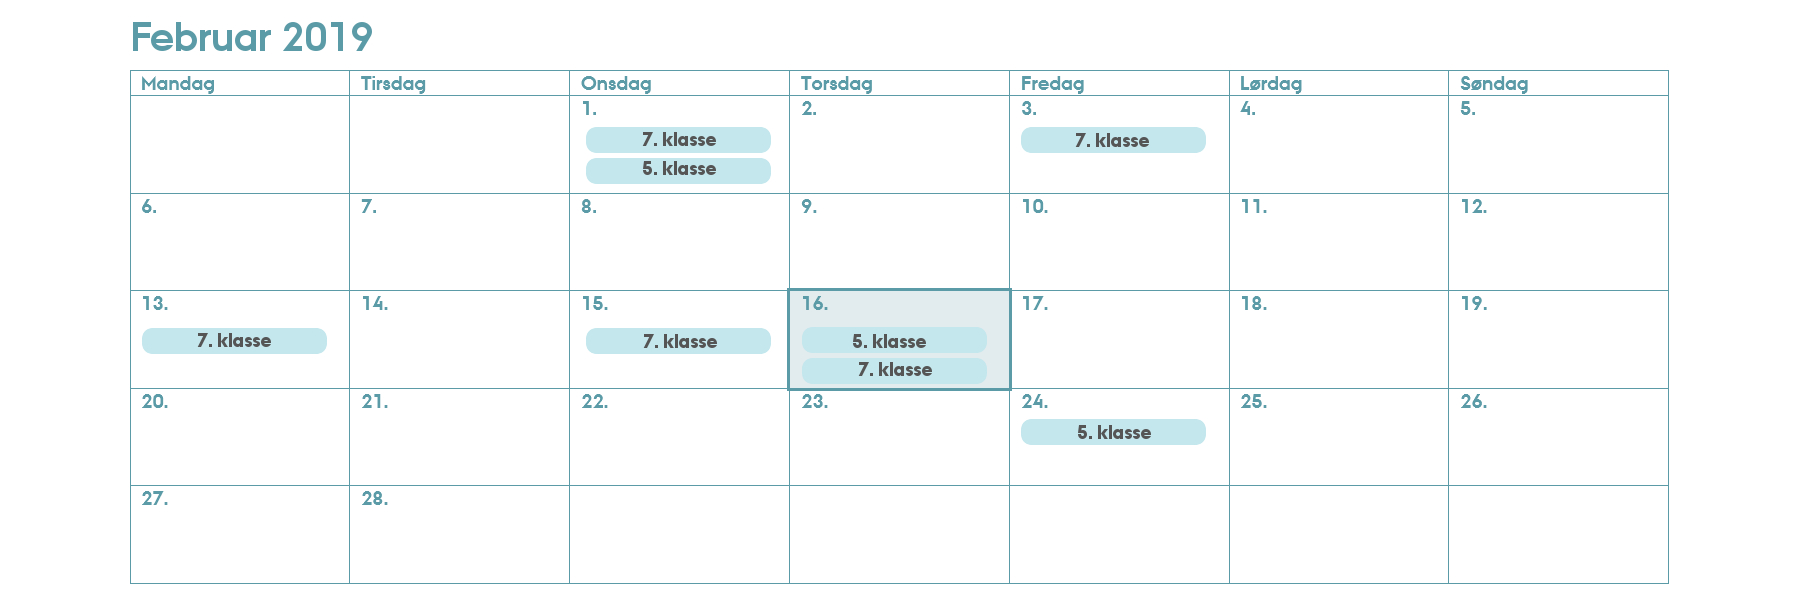 Februar 2019
Mandag Tirsdag Onsdag Torsdag Fredag Lørdag Søndag
1. 2. 3. 4. 5.
7. klasse 7. klasse
5. klasse
6. 7. 8. 9. 10. 11. 12.
13. 14. 15. 16. 17. 18. 19.
7. klasse 7. klasse 5. klasse
7. klasse
20. 21. 22. 23. 24. 25. 26.
5. klasse
27. 28.